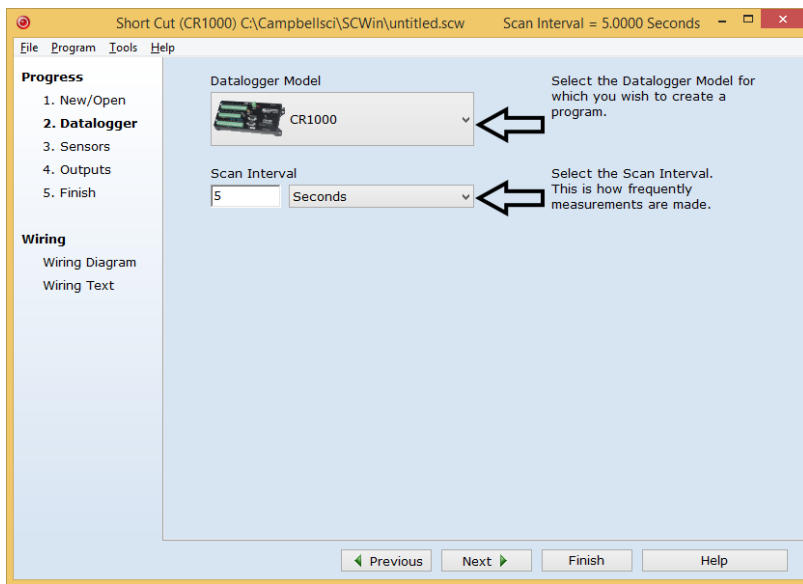 Short Cut (CR1000) C:\Campbellsci\SCWin\untitled.scw Scan Interval = 5.0000 Seconds
File Program Tools Help
Progress
1. New/Open
2. Datalogger
3. Sensors
4. Outputs
5. Finish
Wiring
Wiring Diagram
Wiring Text
Datalogger Model
CR1000
Select the Datalogger Model for
which you wish to create a
program.
Scan Interval
5 Seconds
Select the Scan Interval.
This is how frequently
measurements are made.
Previous Next Finish Help